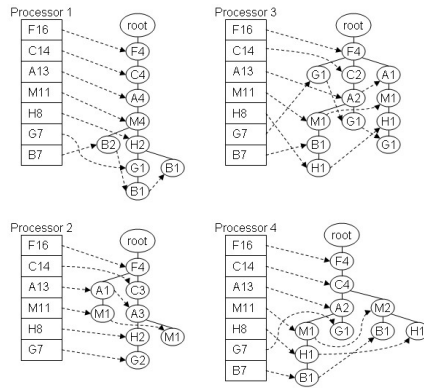 Processor 1
F16
C14
A13
M11
H8
G7
B7
root
F4
C4
A4
M4
B2 H2
G1 B1
B1
Processor 3
F16
C14
A13
M11
H8
G7
B7
root
F4
G1 C2 A1
A2 M1
M1 G1 H1
B1 G1
H1
Processor 2
F16
C14
A13
M11
H8
G7
root
F4
A1 C3
M1 A3
H2 M1
G2
Processor 4
F16
C14
A13
M11
H8
G7
B7
root
F4
C4
A2 M2
M1 G1 B1 H1
H1
B1